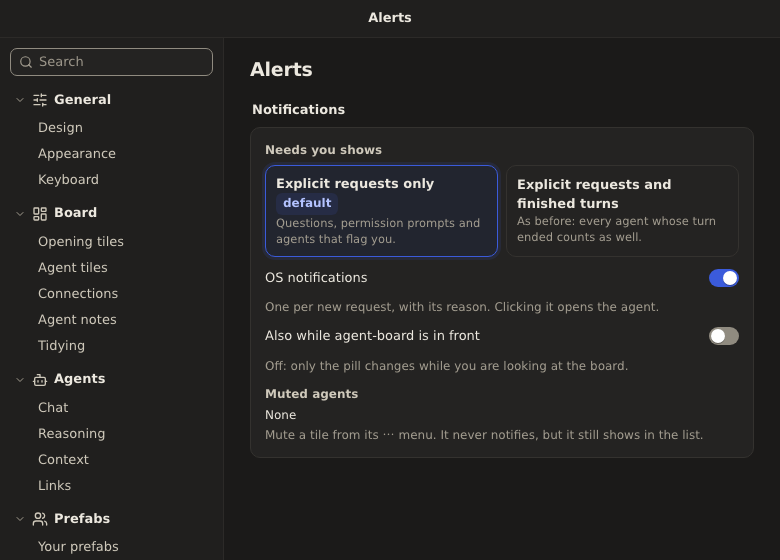 Alerts
Search
General
Design
Appearance
Keyboard
Board
Opening tiles
Agent tiles
Connections
Agent notes
Tidying
Agents
Chat
Reasoning
Context
Links
Prefabs
Your prefabs
Alerts
Notifications
Needs you shows
Explicit requests only
default
Questions, permission prompts and
agents that flag you.
Explicit requests and
finished turns
As before: every agent whose turn
ended counts as well.
OS notifications
One per new request, with its reason. Clicking it opens the agent.
Also while agent-board is in front
Off: only the pill changes while you are looking at the board.
Muted agents
None
Mute a tile from its ··· menu. It never notifies, but it still shows in the list.